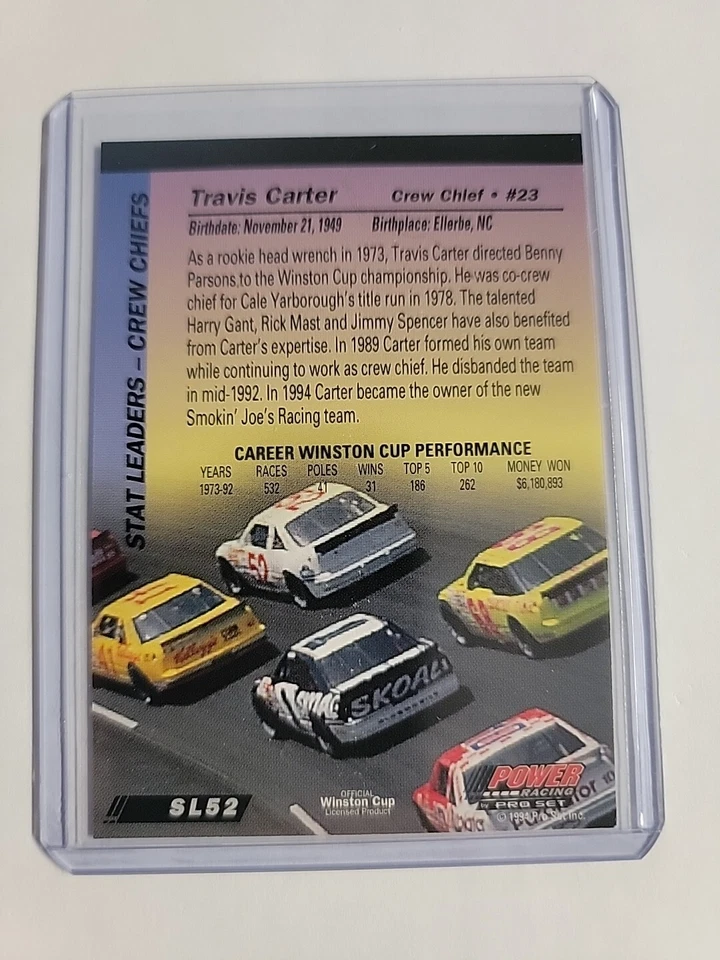 STAT LEADERS – CREW CHIEFS
Travis Carter Crew Chief • #23
Birthdate: November 21, 1949 Birthplace: Ellerbe, NC
As a rookie head wrench in 1973, Travis Carter directed Benny
Parsons,to the Winston Cup championship. He was co-crew
chief for Cale Yarborough's title run in 1978. The talented
Harry Gant, Rick Mast and Jimmy Spencer have also benefited
from Carter's expertise. In 1989 Carter formed his own team
while continuing to work as crew chief. He disbanded the team
in mid-1992. In 1994 Carter became the owner of the new
Smokin' Joe's Racing team.
CAREER WINSTON CUP PERFORMANCE
YEARS RACES POLES WINS TOP 5 TOP 10 MONEY WON
1973-92 532 41 31 186 262 $6,180,893
52
41
Kellogg's
SKOAL
POWER
RACING
by PRO SET
© 1994 Pro Set Inc.
OFFICIAL
Winston Cup
Licensed Product
SL52